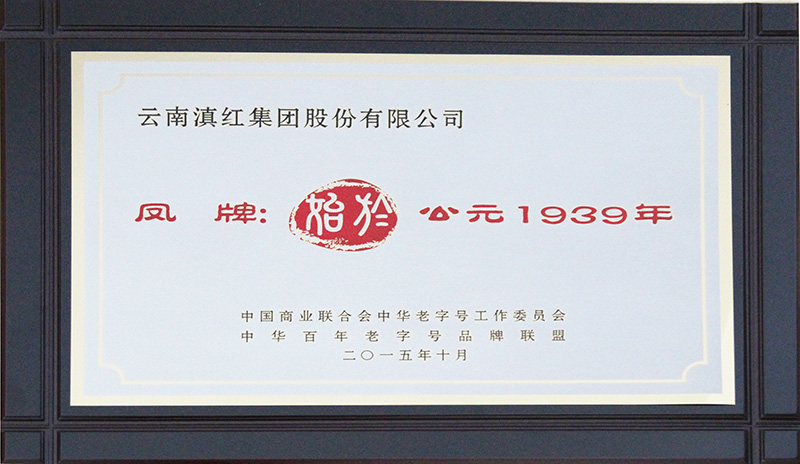 云南滇红集团股份有限公司
凤 牌: 始於 公元1939年
中国商业联合会中华老字号工作委员会
中华百年老字号品牌联盟
二〇一五年十月